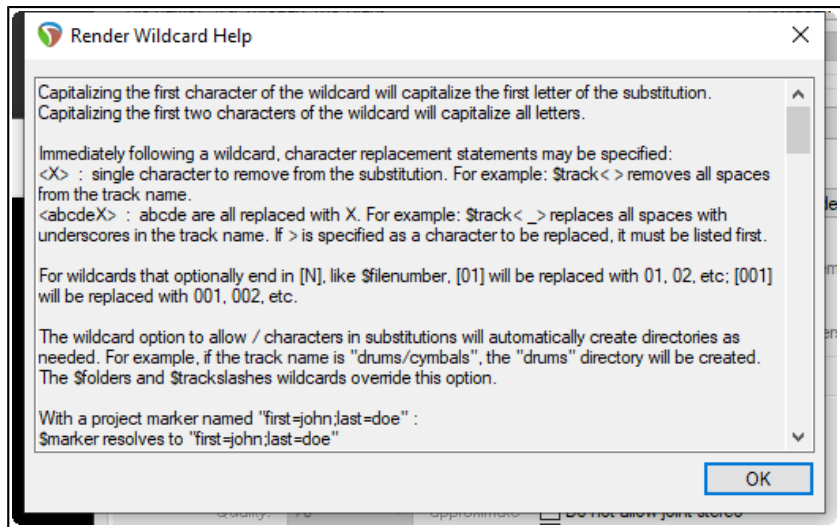 Render Wildcard Help
Capitalizing the first character of the wildcard will capitalize the first letter of the substitution.
Capitalizing the first two characters of the wildcard will capitalize all letters.
Immediately following a wildcard, character replacement statements may be specified:
<X> : single character to remove from the substitution. For example: $track< > removes all spaces
from the track name.
<abcdeX> : abcde are all replaced with X. For example: $track< _> replaces all spaces with
underscores in the track name. If > is specified as a character to be replaced, it must be listed first.
For wildcards that optionally end in [N], like $filenumber, [01] will be replaced with 01, 02, etc; [001]
will be replaced with 001, 002, etc.
The wildcard option to allow / characters in substitutions will automatically create directories as
needed. For example, if the track name is "drums/cymbals", the "drums" directory will be created.
The $folders and $trackslashes wildcards override this option.
With a project marker named "first=john;last=doe" :
$marker resolves to "first=john;last=doe"
OK
Do not allow joint stereo